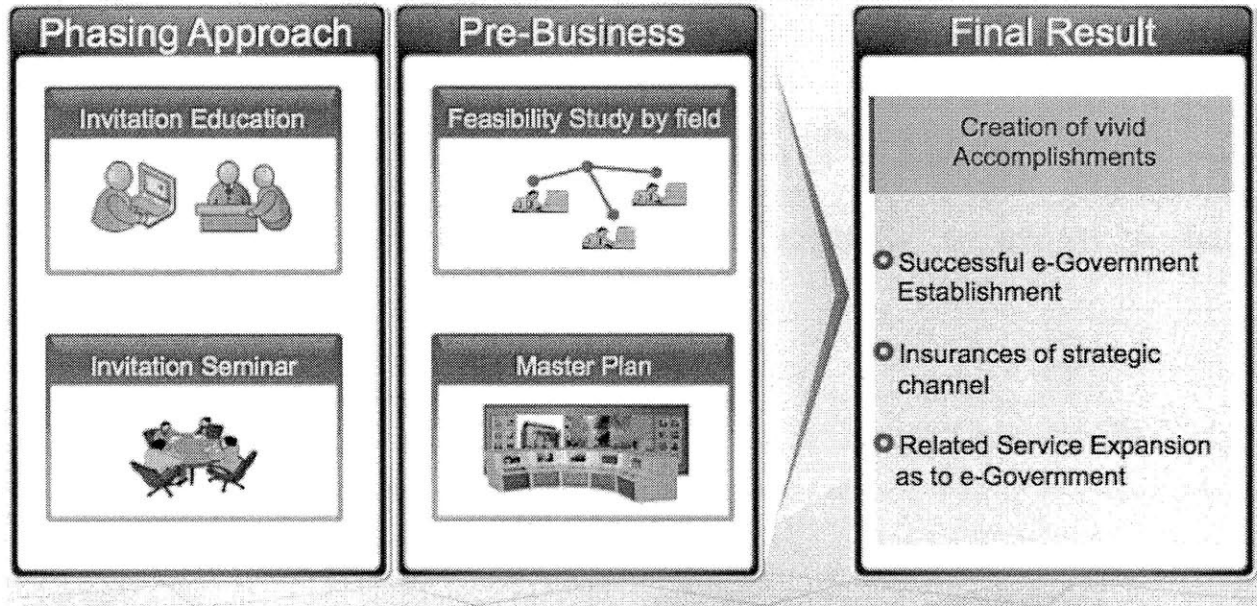 Phasing Approach
Invitation Education
Invitation Seminar
Pre-Business
Feasibility Study by field
Master Plan
Final Result
Creation of vivid
Accomplishments
Successful e-Government
Establishment
Insurances of strategic
channel
Related Service Expansion
as to e-Government